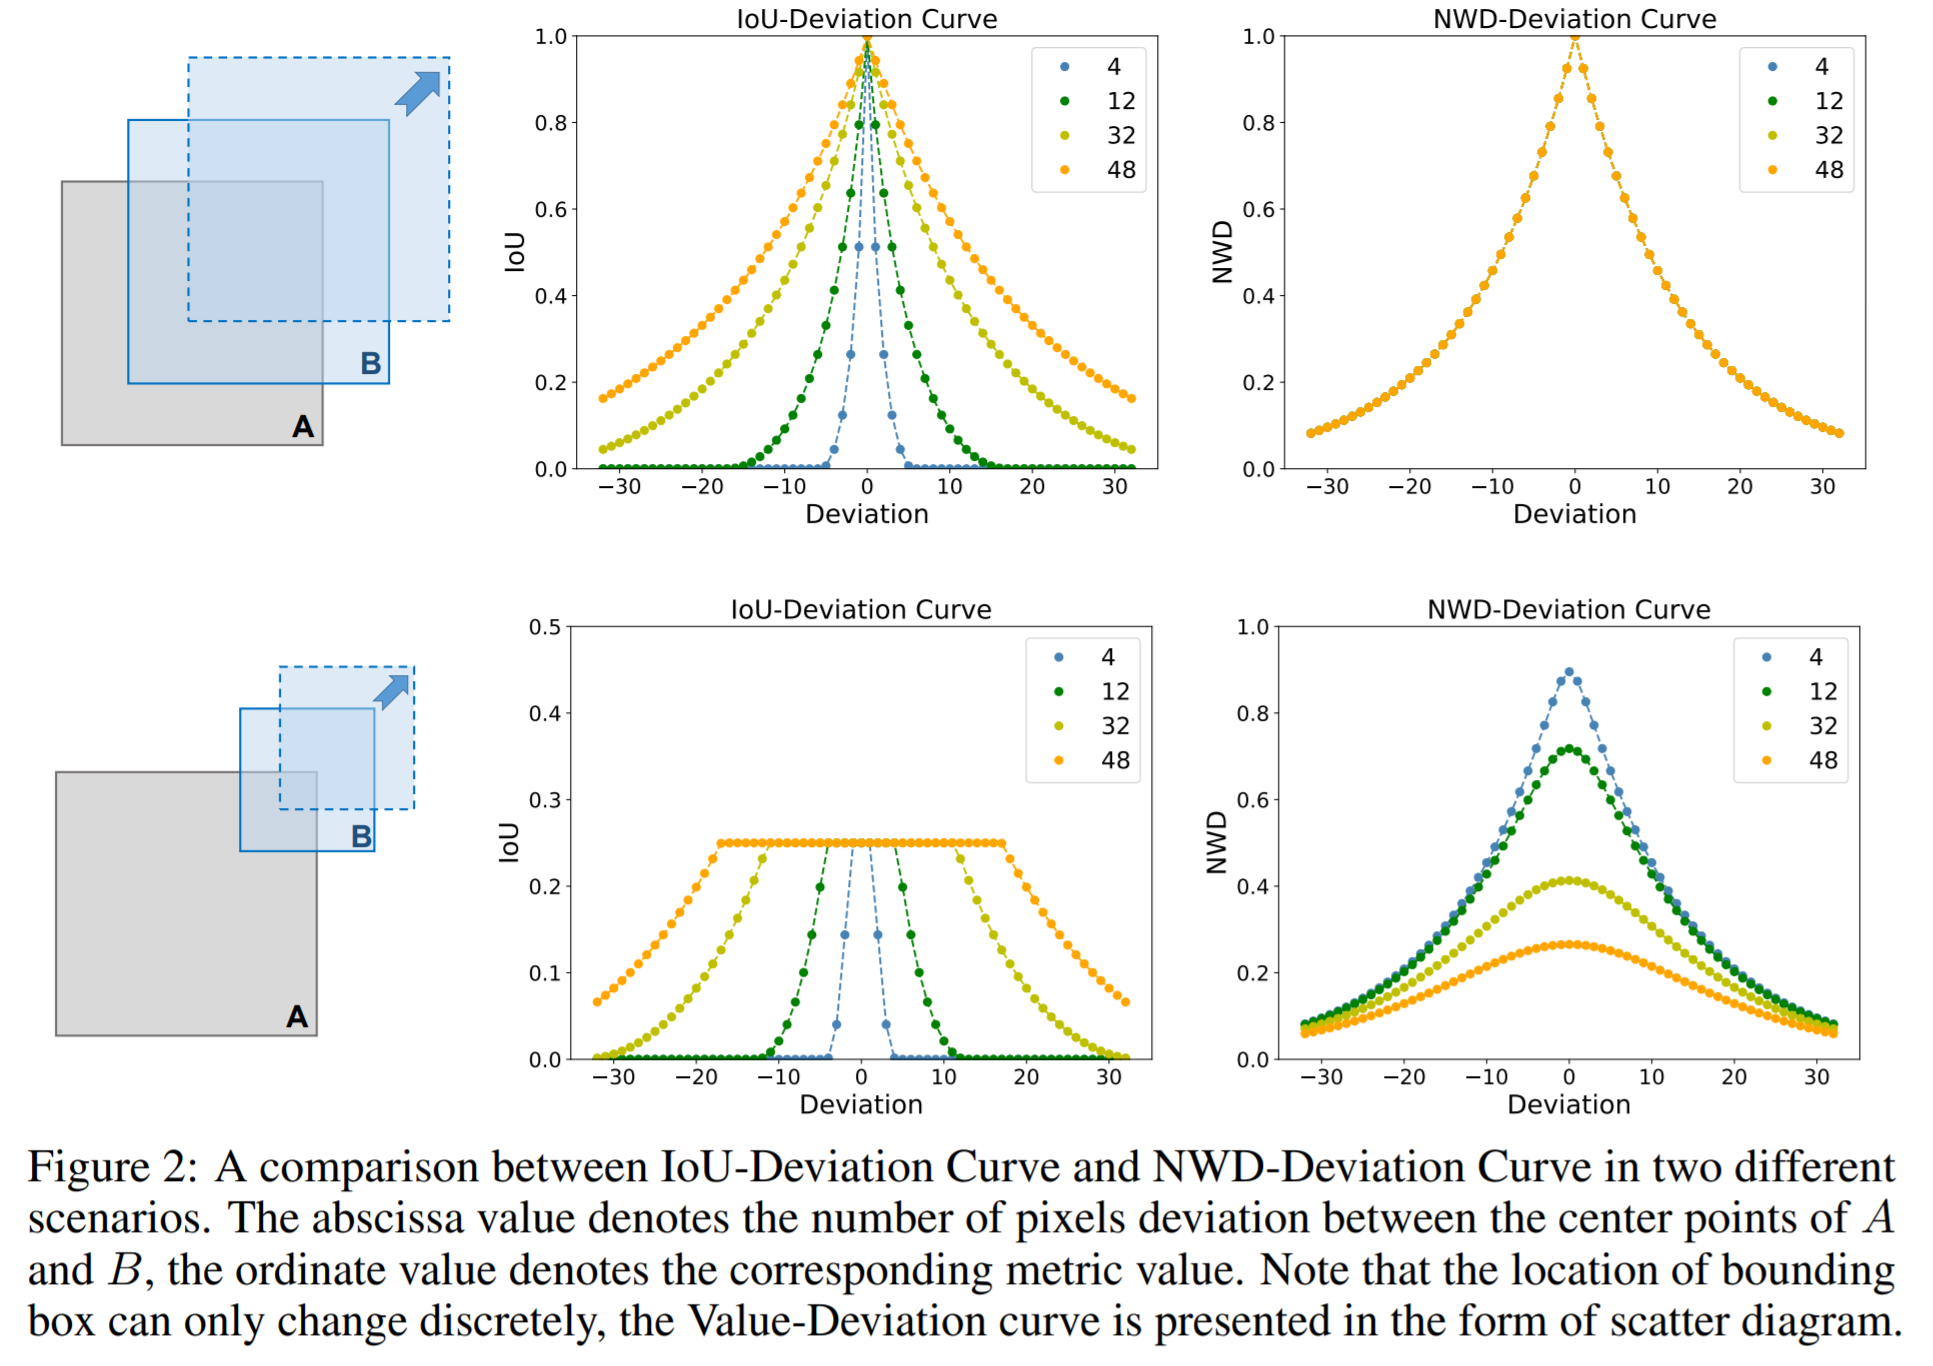 IoU-Deviation Curve
1.0
0.8
0.6
0.4
0.2
0.0
IoU
−30 −20 −10 0 10 20 30
Deviation
4
12
32
48
NWD-Deviation Curve
1.0
0.8
0.6
0.4
0.2
0.0
NWD
−30 −20 −10 0 10 20 30
Deviation
4
12
32
48
B
A
IoU-Deviation Curve
0.5
0.4
0.3
0.2
0.1
0.0
IoU
−30 −20 −10 0 10 20 30
Deviation
4
12
32
48
NWD-Deviation Curve
1.0
0.8
0.6
0.4
0.2
0.0
NWD
−30 −20 −10 0 10 20 30
Deviation
4
12
32
48
B
A
Figure 2: A comparison between IoU-Deviation Curve and NWD-Deviation Curve in two different
scenarios. The abscissa value denotes the number of pixels deviation between the center points of A
and B, the ordinate value denotes the corresponding metric value. Note that the location of bounding
box can only change discretely, the Value-Deviation curve is presented in the form of scatter diagram.